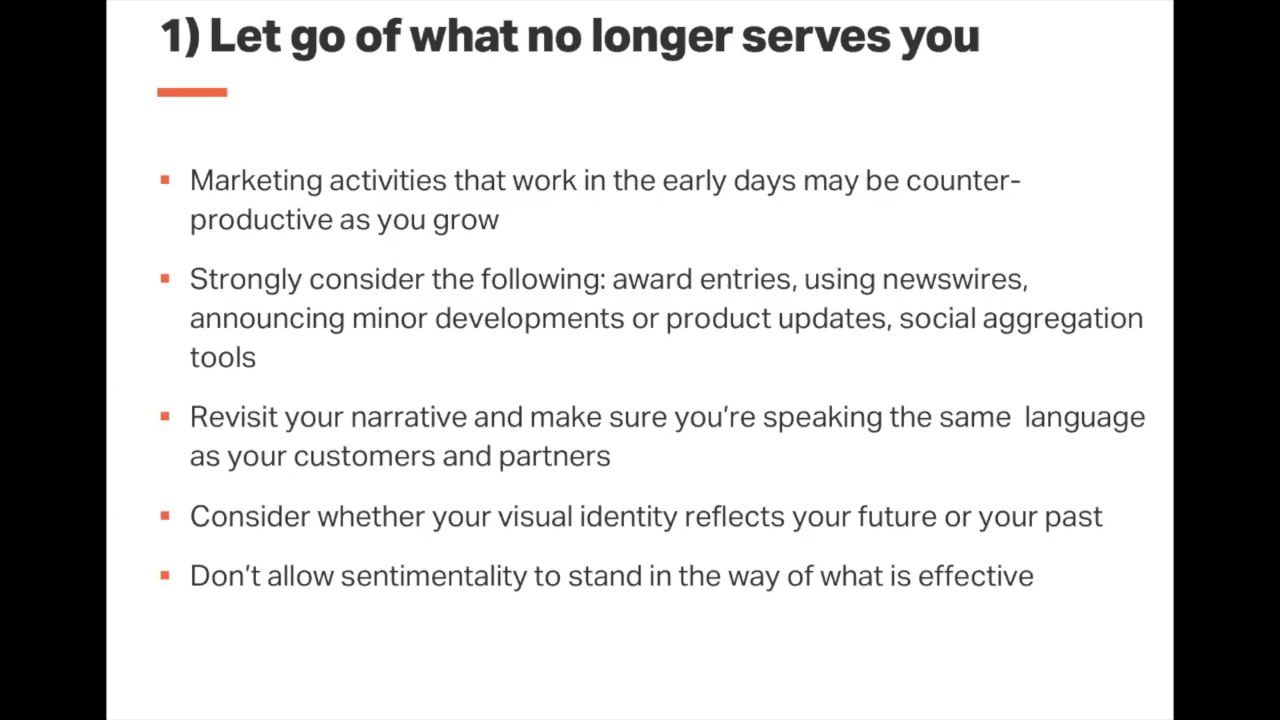 1) Let go of what no longer serves you
Marketing activities that work in the early days may be counter-
productive as you grow
Strongly consider the following: award entries, using newswires,
announcing minor developments or product updates, social aggregation
tools
Revisit your narrative and make sure you’re speaking the same  language
as your customers and partners
Consider whether your visual identity reflects your future or your past
Don’t allow sentimentality to stand in the way of what is effective